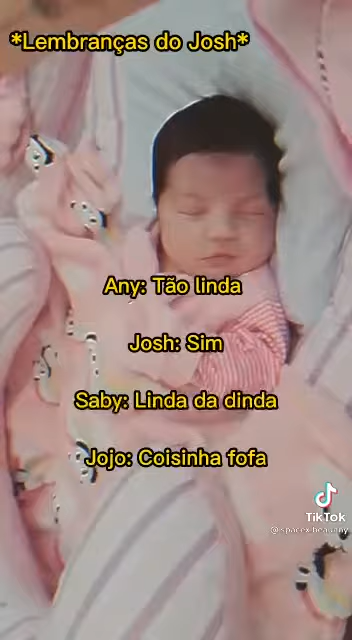 *Lembranças do Josh*
Any: Tão linda
Josh: Sim
Saby: Linda da dinda
Jojo: Coisinha fofa
TikTok